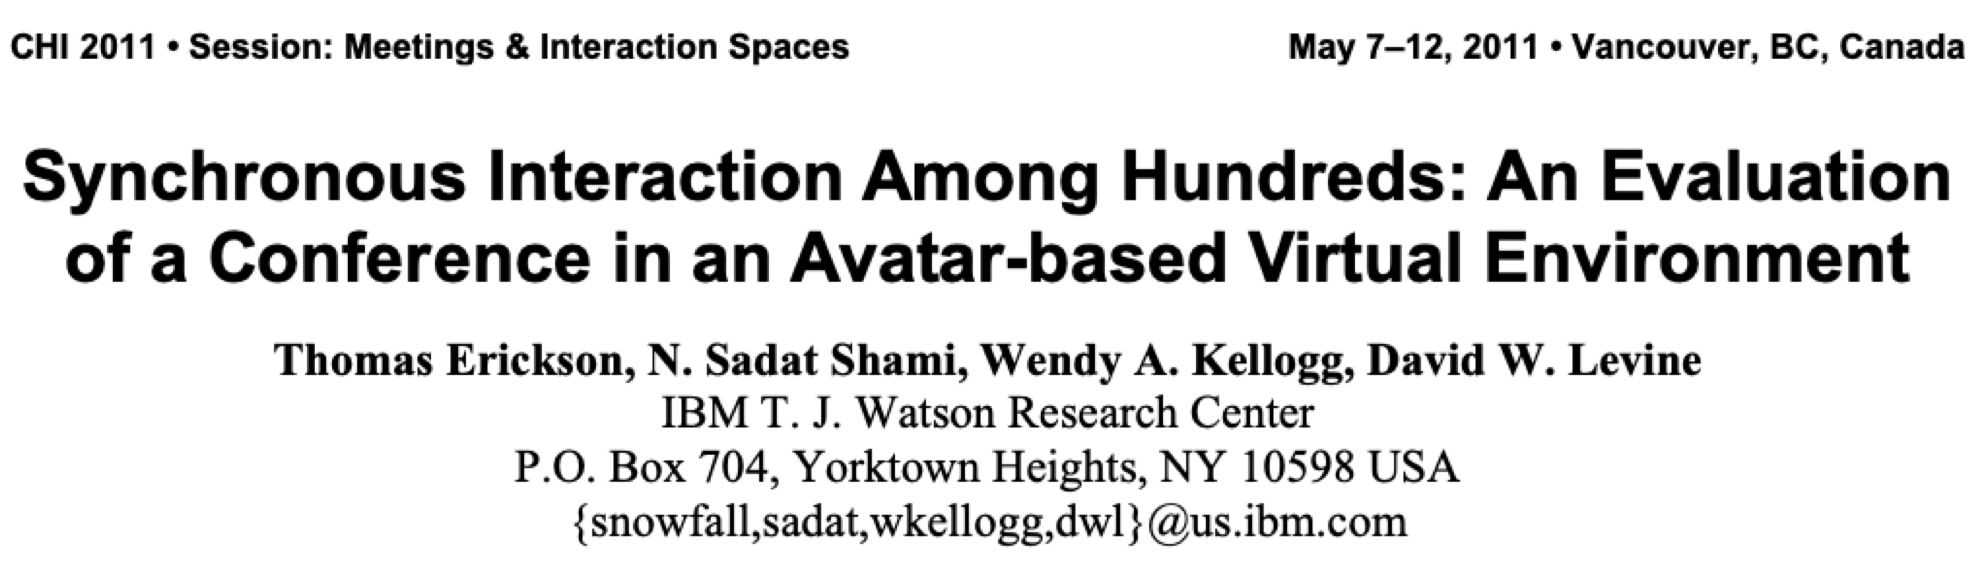 CHI 2011 • Session: Meetings & Interaction Spaces May 7–12, 2011 • Vancouver, BC, Canada
Synchronous Interaction Among Hundreds: An Evaluation
of a Conference in an Avatar-based Virtual Environment
Thomas Erickson, N. Sadat Shami, Wendy A. Kellogg, David W. Levine
IBM T. J. Watson Research Center
P.O. Box 704, Yorktown Heights, NY 10598 USA
{snowfall,sadat,wkellogg,dwl}@us.ibm.com